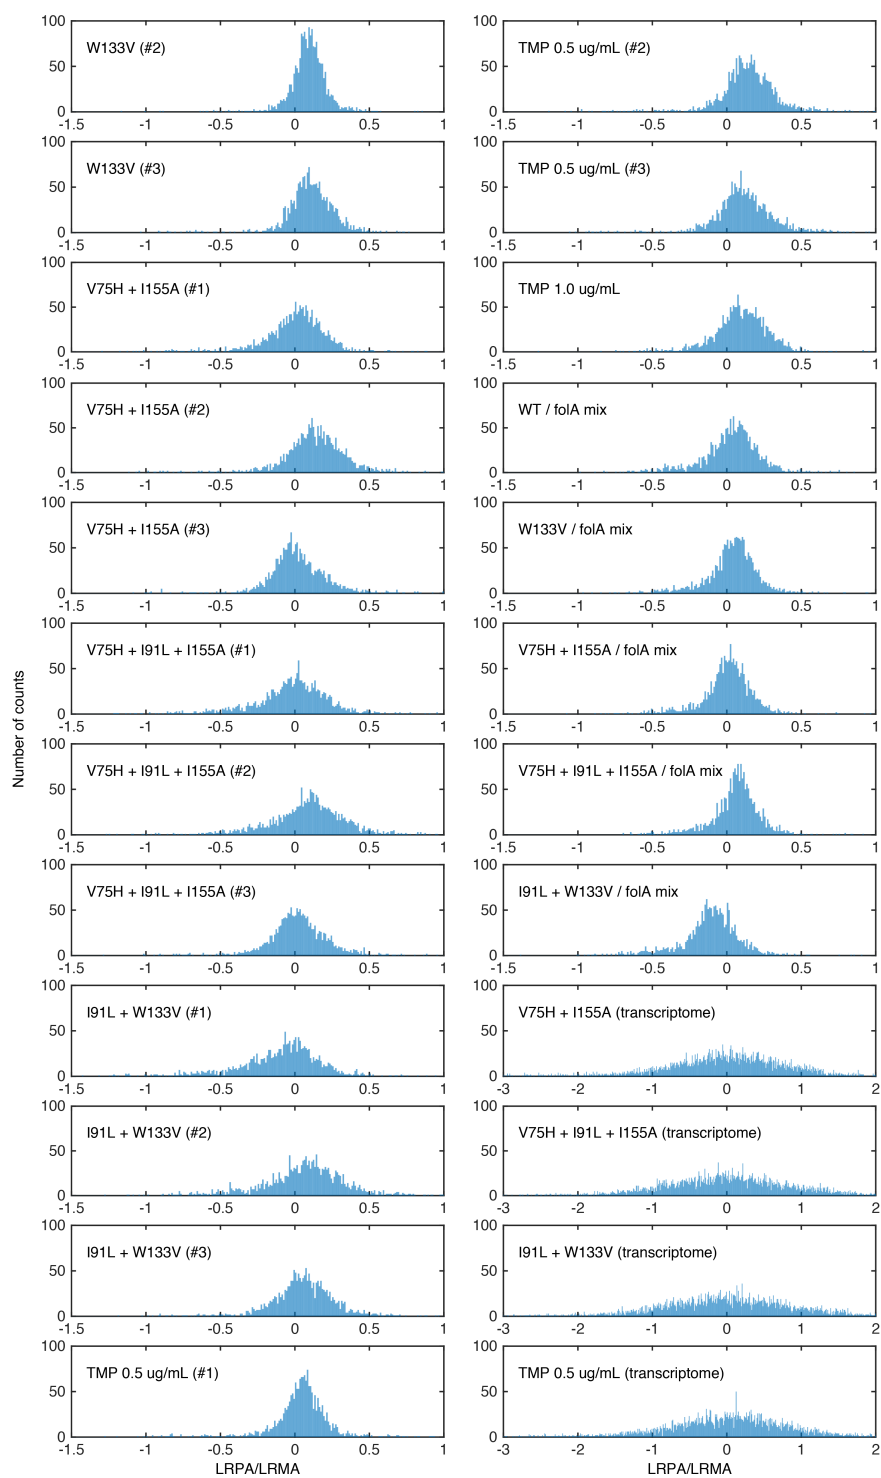 Number of counts
100
50
0
W133V (#2)
-1.5 -1 -0.5 0 0.5 1
100
50
0
W133V (#3)
-1.5 -1 -0.5 0 0.5 1
100
50
0
V75H + I155A (#1)
-1.5 -1 -0.5 0 0.5 1
100
50
0
V75H + I155A (#2)
-1.5 -1 -0.5 0 0.5 1
100
50
0
V75H + I155A (#3)
-1.5 -1 -0.5 0 0.5 1
100
50
0
V75H + I91L + I155A (#1)
-1.5 -1 -0.5 0 0.5 1
100
50
0
V75H + I91L + I155A (#2)
-1.5 -1 -0.5 0 0.5 1
100
50
0
V75H + I91L + I155A (#3)
-1.5 -1 -0.5 0 0.5 1
100
50
0
I91L + W133V (#1)
-1.5 -1 -0.5 0 0.5 1
100
50
0
I91L + W133V (#2)
-1.5 -1 -0.5 0 0.5 1
100
50
0
I91L + W133V (#3)
-1.5 -1 -0.5 0 0.5 1
100
50
0
TMP 0.5 ug/mL (#1)
-1.5 -1 -0.5 0 0.5 1
LRPA/LRMA
100
50
0
TMP 0.5 ug/mL (#2)
-1.5 -1 -0.5 0 0.5 1
100
50
0
TMP 0.5 ug/mL (#3)
-1.5 -1 -0.5 0 0.5 1
100
50
0
TMP 1.0 ug/mL
-1.5 -1 -0.5 0 0.5 1
100
50
0
WT / folA mix
-1.5 -1 -0.5 0 0.5 1
100
50
0
W133V / folA mix
-1.5 -1 -0.5 0 0.5 1
100
50
0
V75H + I155A / folA mix
-1.5 -1 -0.5 0 0.5 1
100
50
0
V75H + I91L + I155A / folA mix
-1.5 -1 -0.5 0 0.5 1
100
50
0
I91L + W133V / folA mix
-1.5 -1 -0.5 0 0.5 1
100
50
0
V75H + I155A (transcriptome)
-3 -2 -1 0 1 2
100
50
0
V75H + I91L + I155A (transcriptome)
-3 -2 -1 0 1 2
100
50
0
I91L + W133V (transcriptome)
-3 -2 -1 0 1 2
100
50
0
TMP 0.5 ug/mL (transcriptome)
-3 -2 -1 0 1 2
LRPA/LRMA